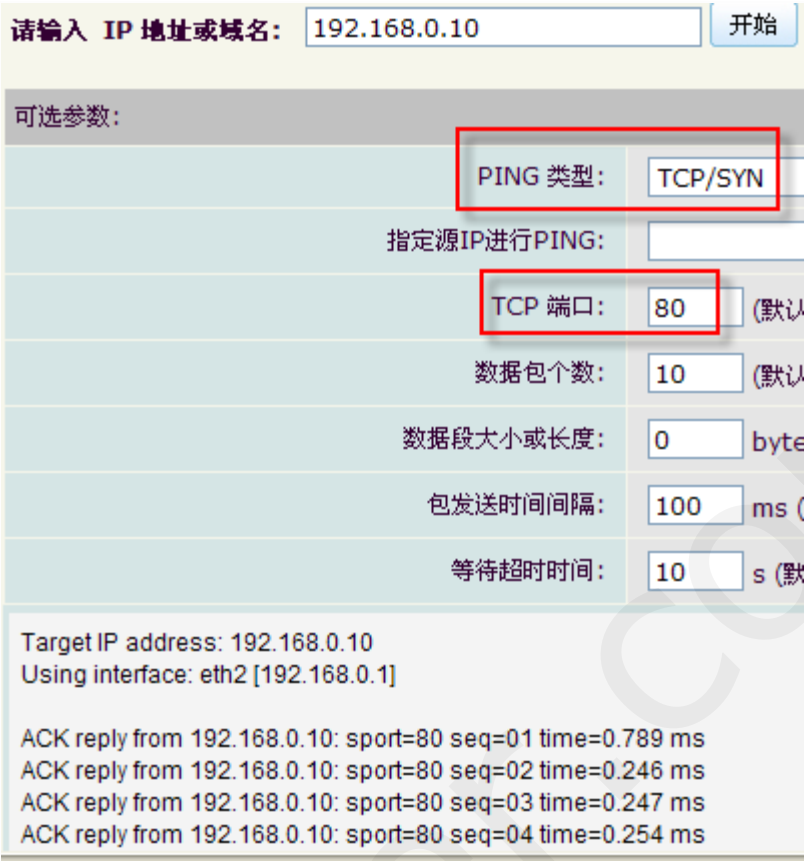 请输入 IP 地址或域名: 192.168.0.10 开始
可选参数:
PING 类型: TCP/SYN
指定源IP进行PING:
TCP 端口: 80 (默认
数据包个数: 10 (默认
数据段大小或长度: 0 byte
包发送时间间隔: 100 ms (
等待超时时间: 10 s (默
Target IP address: 192.168.0.10
Using interface: eth2 [192.168.0.1]
ACK reply from 192.168.0.10: sport=80 seq=01 time=0.789 ms
ACK reply from 192.168.0.10: sport=80 seq=02 time=0.246 ms
ACK reply from 192.168.0.10: sport=80 seq=03 time=0.247 ms
ACK reply from 192.168.0.10: sport=80 seq=04 time=0.254 ms